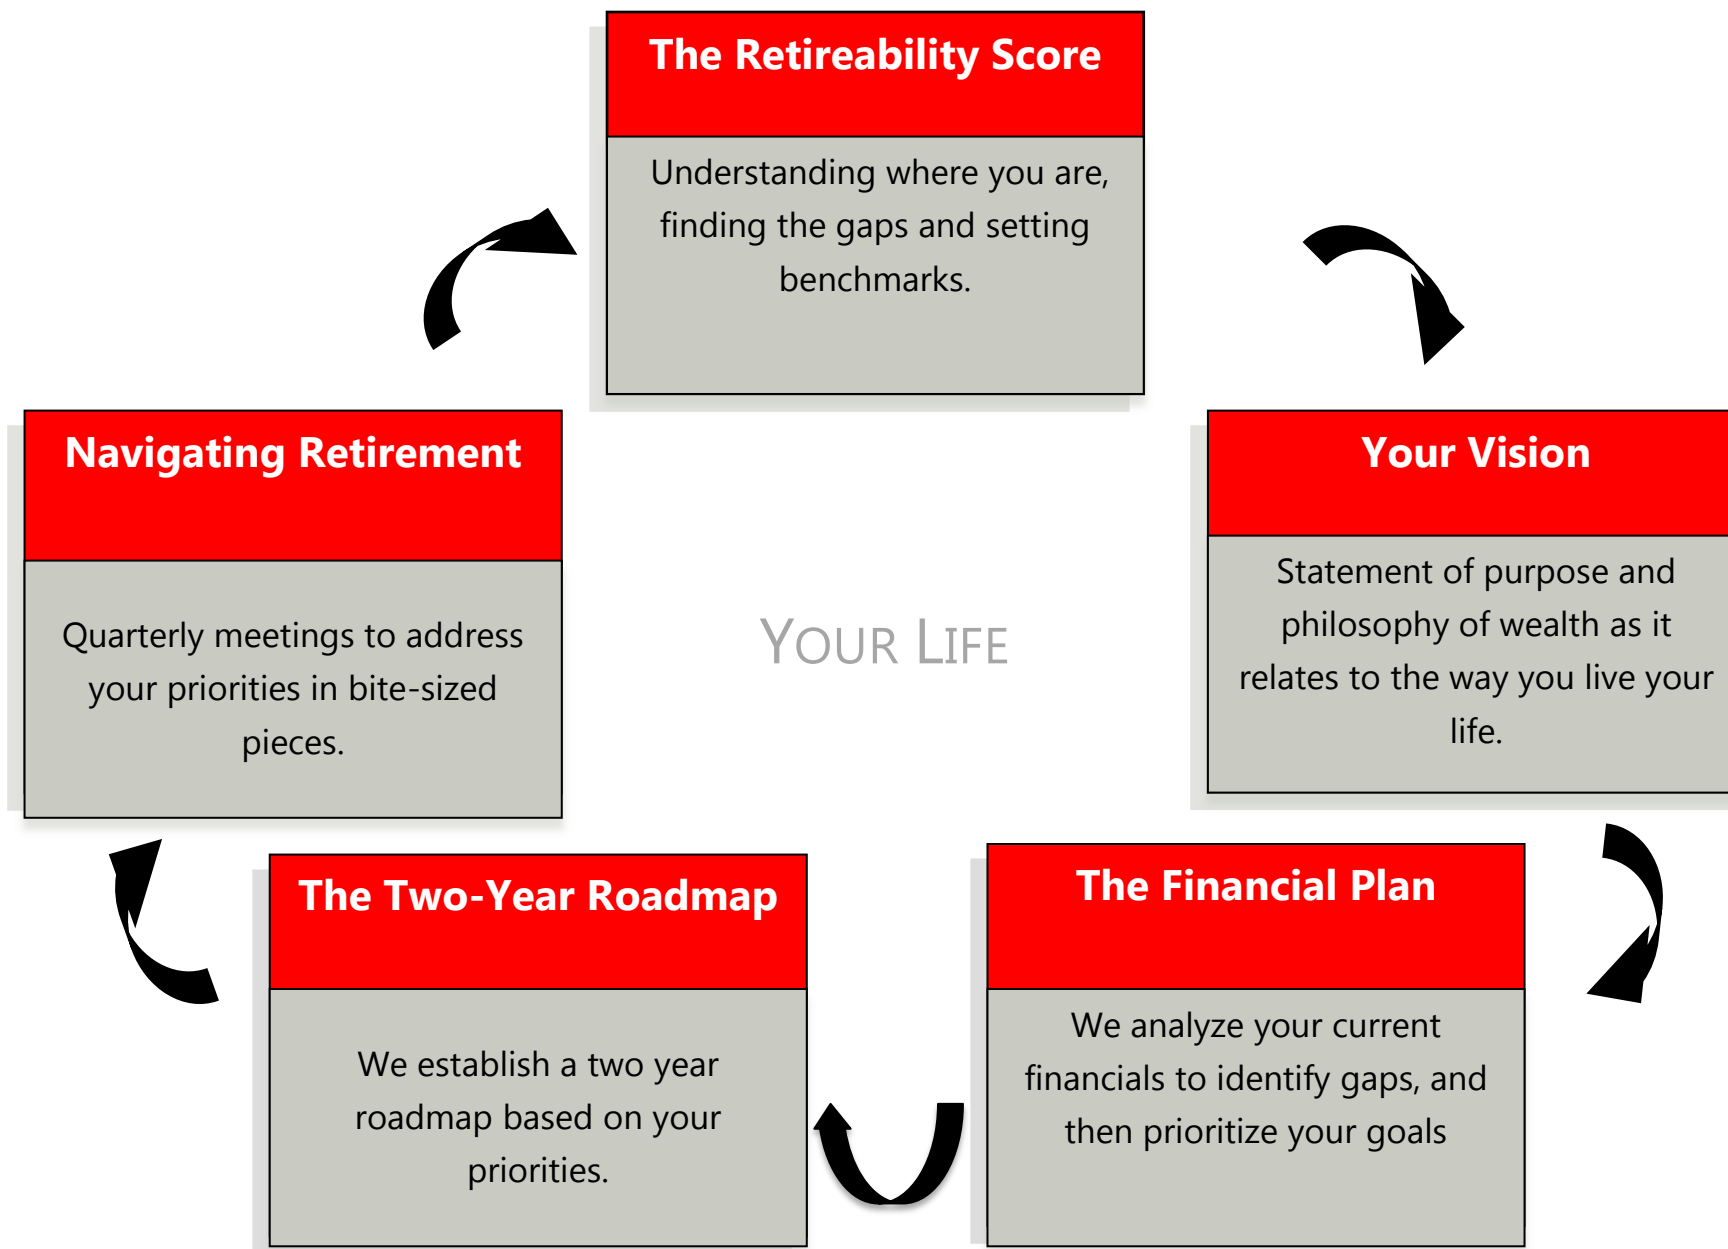 The Retireability Score
Understanding where you are,
finding the gaps and setting
benchmarks.
Your Vision
Statement of purpose and
philosophy of wealth as it
relates to the way you live your
life.
The Financial Plan
We analyze your current
financials to identify gaps, and
then prioritize your goals
The Two-Year Roadmap
We establish a two year
roadmap based on your
priorities.
Navigating Retirement
Quarterly meetings to address
your priorities in bite-sized
pieces.
YOUR LIFE